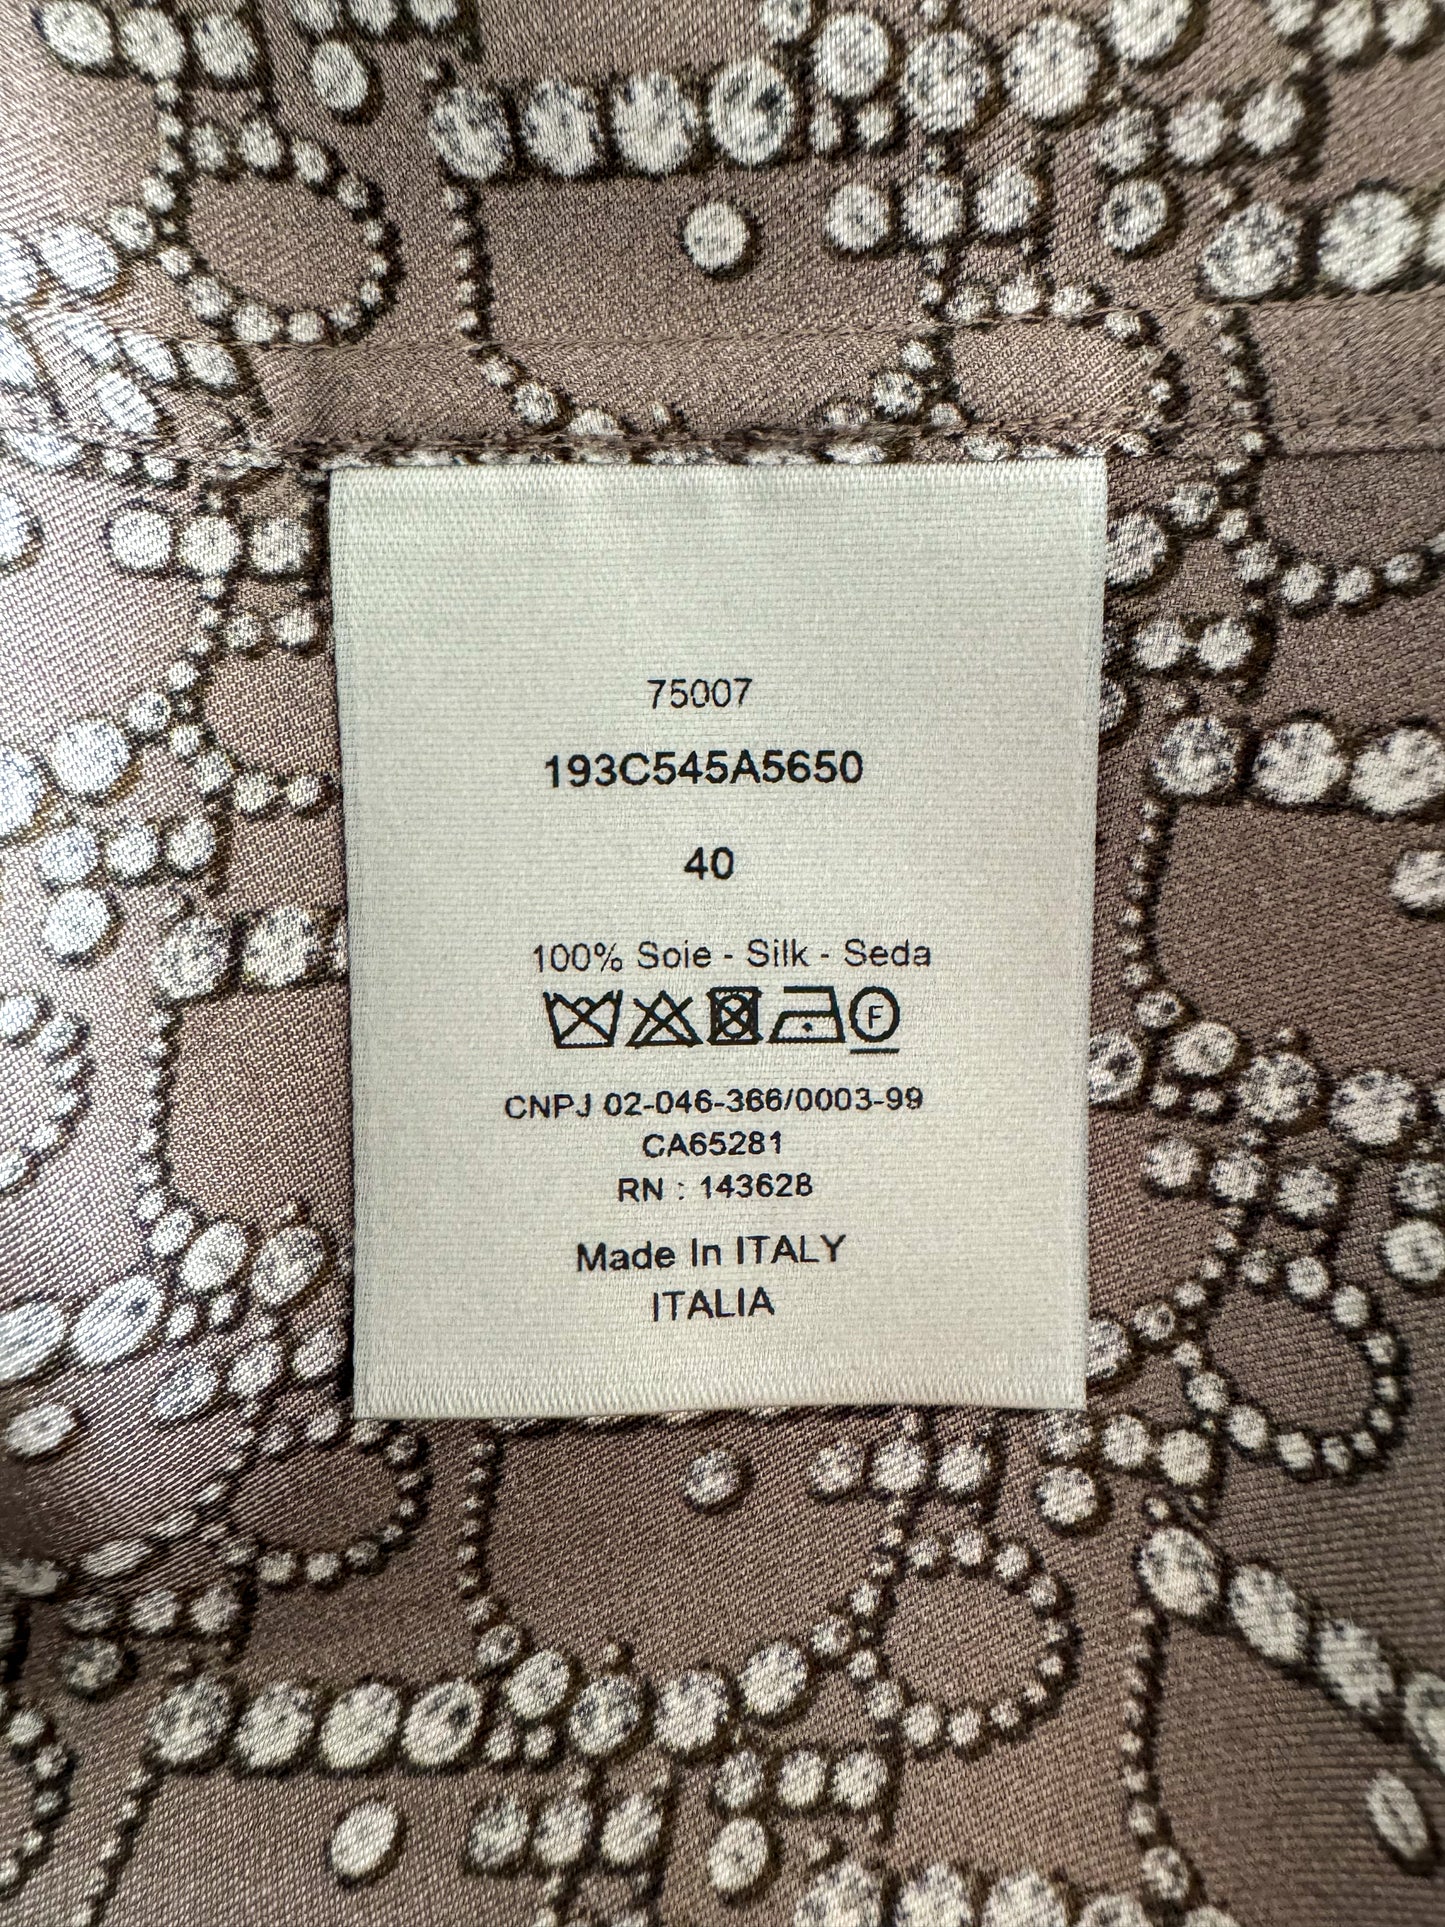 75007
193C545A5650
40
100% Soie - Silk - Seda
F
CNPJ 02-046-366/0003-99
CA65281
RN : 143628
Made In ITALY
ITALIA